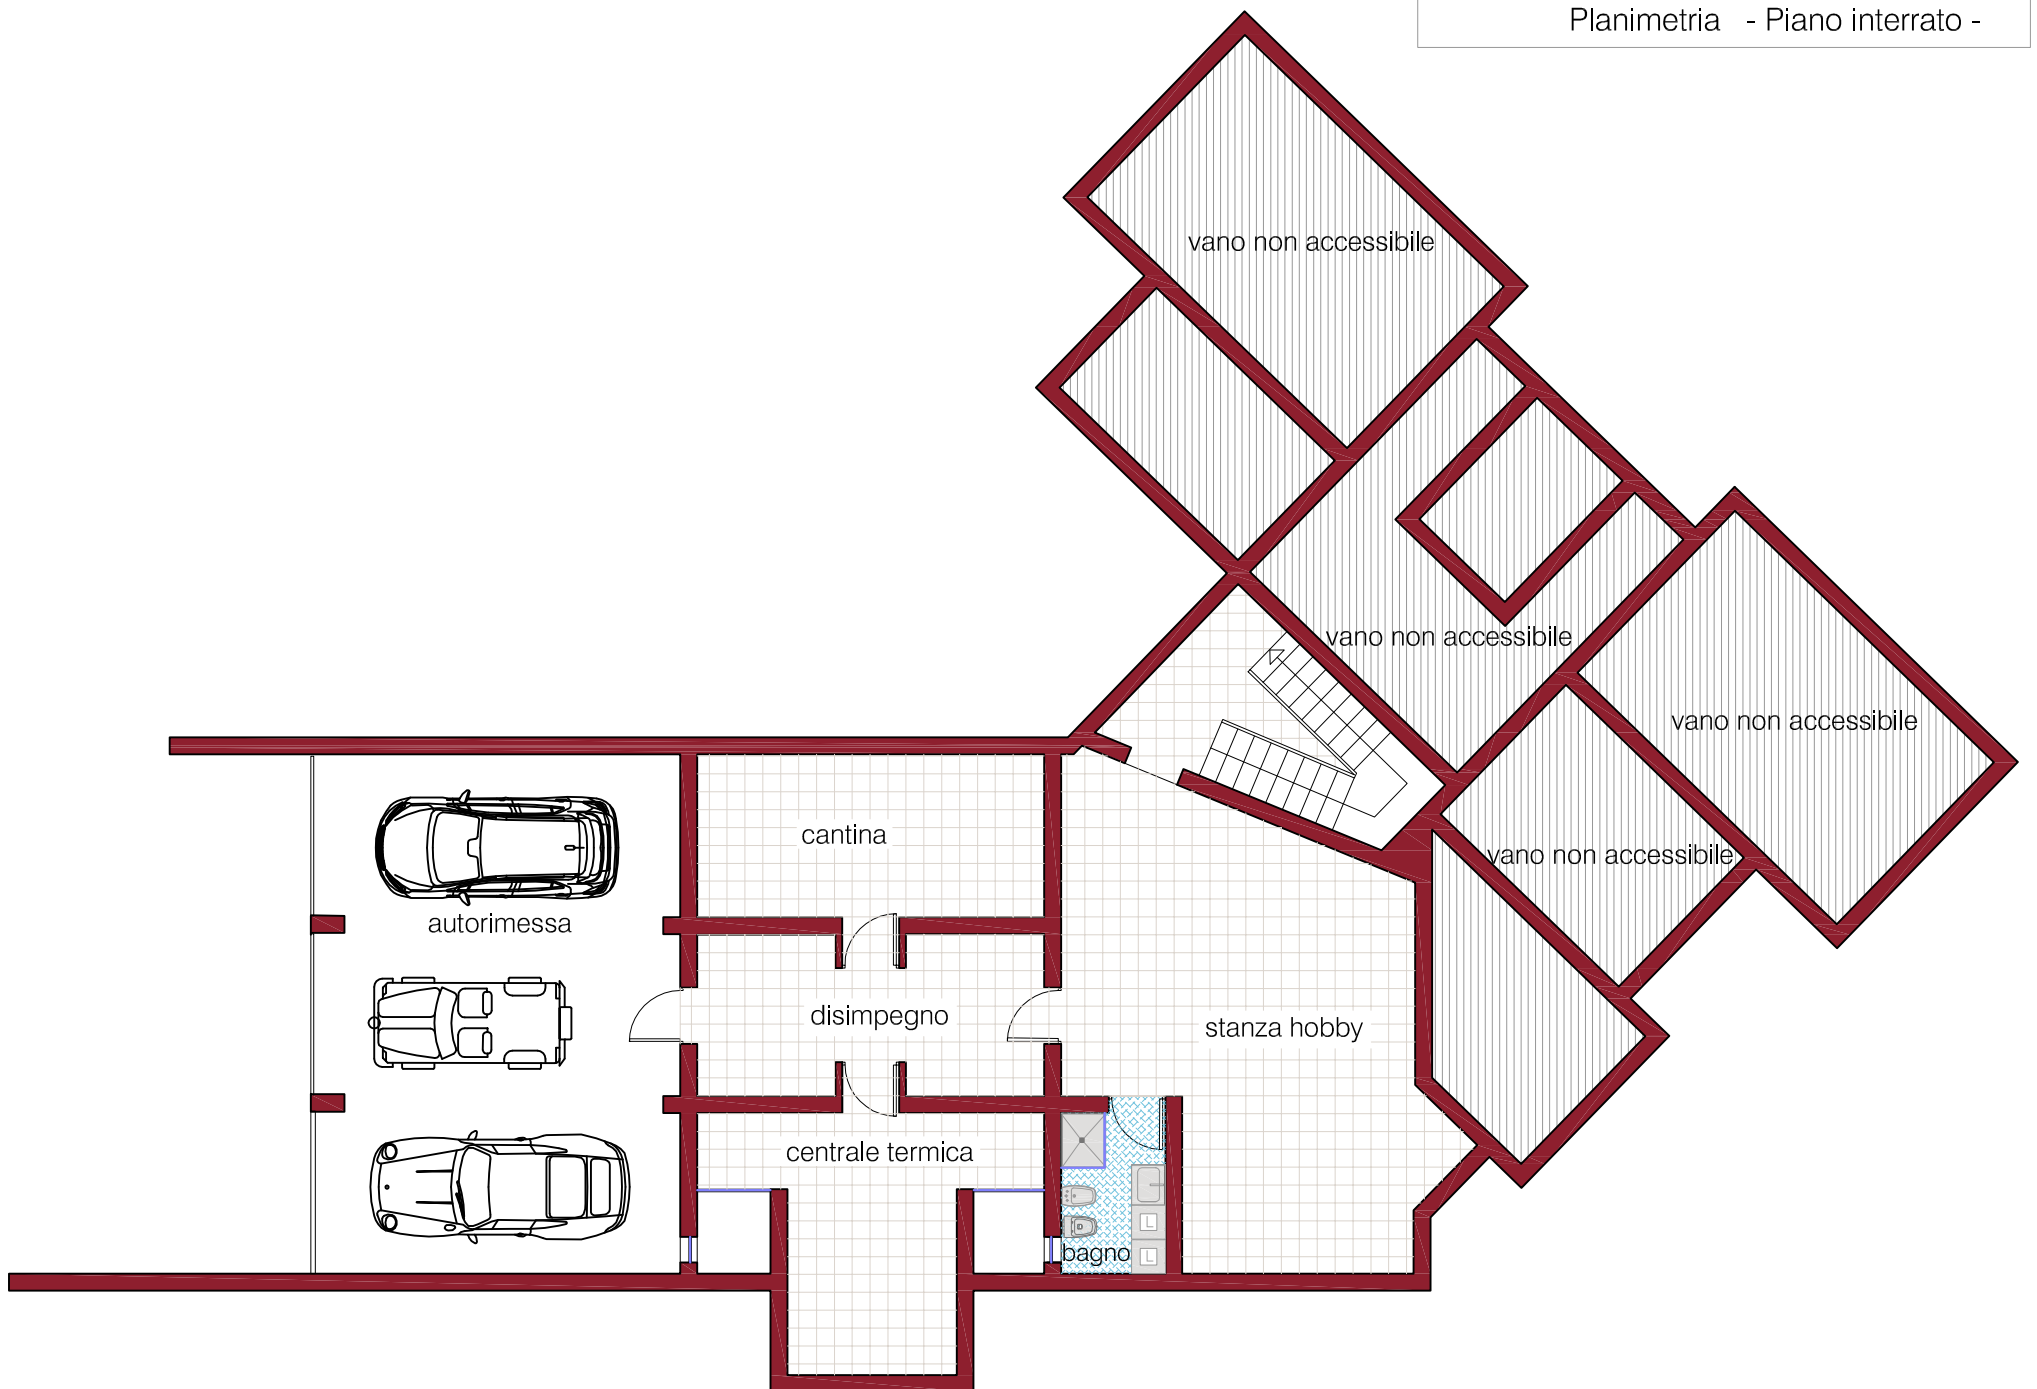 Planimetria - Piano interrato -
vano non accessibile
vano non accessibile
vano non accessibile
cantina
vano non accessibile
autorimessa
disimpegno
stanza hobby
centrale termica
L
bagno
L